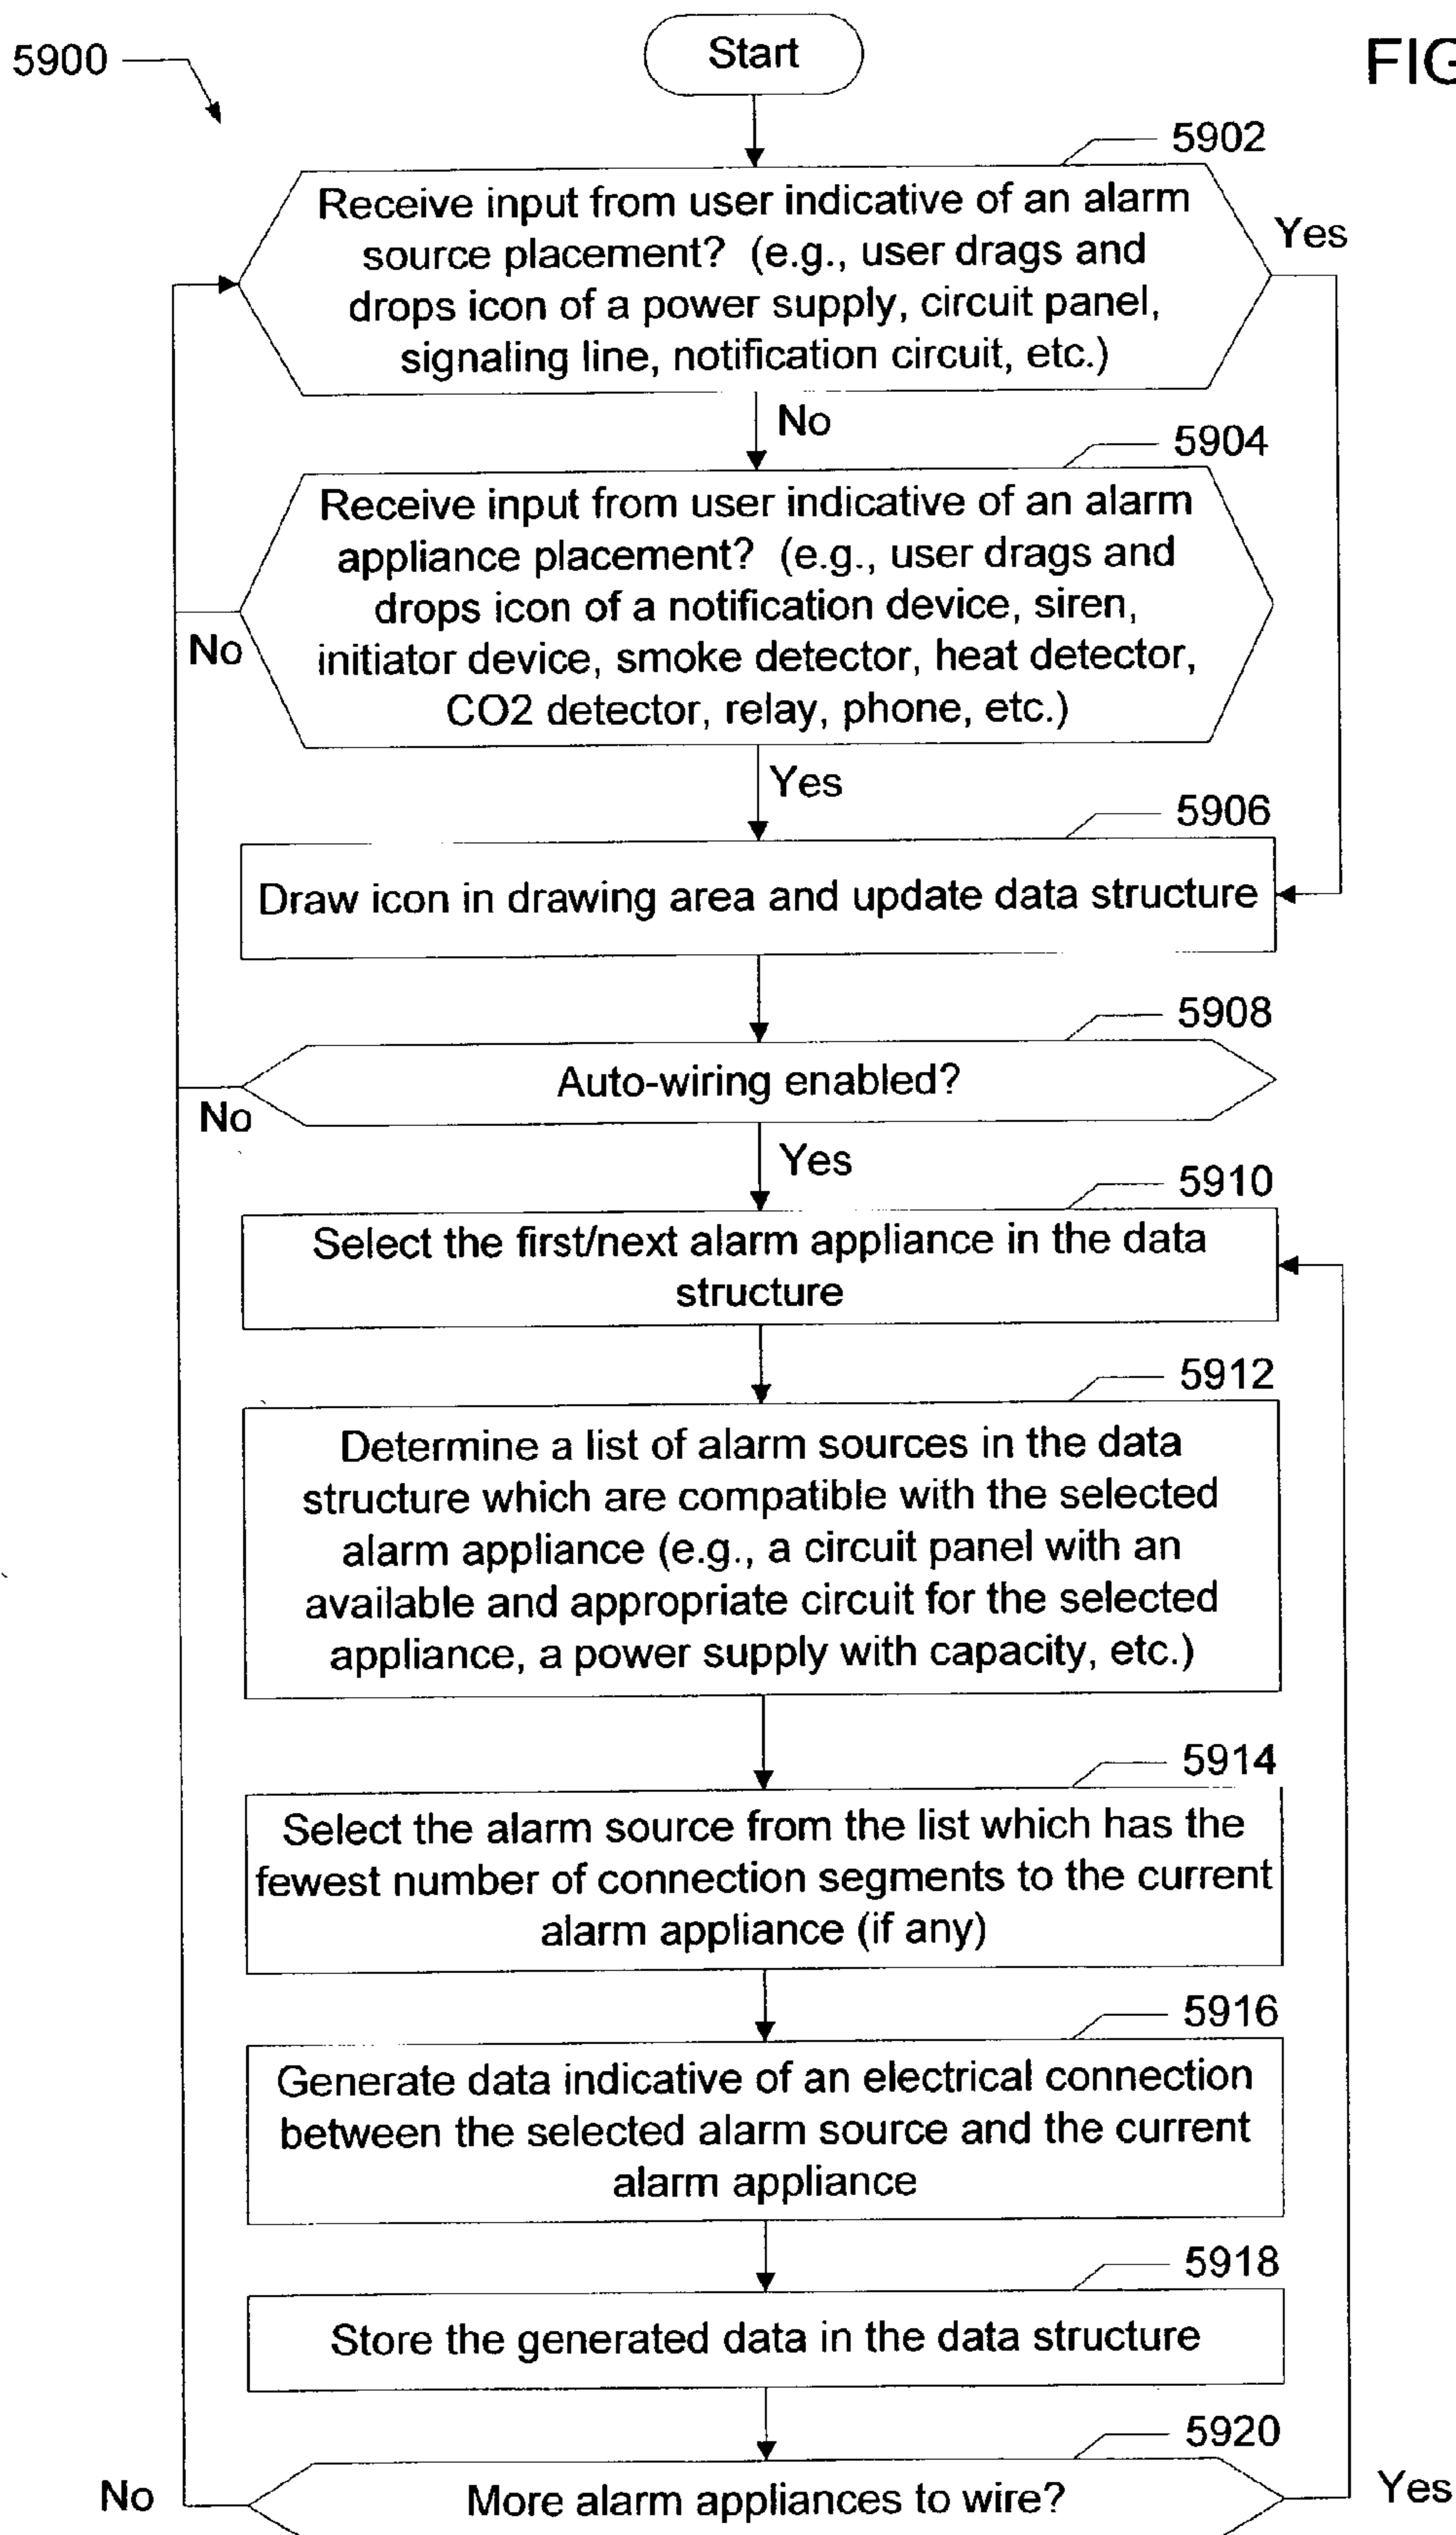 5900
Start
FIG
5902
Receive input from user indicative of an alarm
source placement? (e.g., user drags and
drops icon of a power supply, circuit panel,
signaling line, notification circuit, etc.)
Yes
No
5904
Receive input from user indicative of an alarm
appliance placement? (e.g., user drags and
drops icon of a notification device, siren,
initiator device, smoke detector, heat detector,
CO2 detector, relay, phone, etc.)
No
Yes
5906
Draw icon in drawing area and update data structure
5908
Auto-wiring enabled?
No
Yes
5910
Select the first/next alarm appliance in the data
structure
5912
Determine a list of alarm sources in the data
structure which are compatible with the selected
alarm appliance (e.g., a circuit panel with an
available and appropriate circuit for the selected
appliance, a power supply with capacity, etc.)
5914
Select the alarm source from the list which has the
fewest number of connection segments to the current
alarm appliance (if any)
5916
Generate data indicative of an electrical connection
between the selected alarm source and the current
alarm appliance
5918
Store the generated data in the data structure
5920
More alarm appliances to wire?
No
Yes